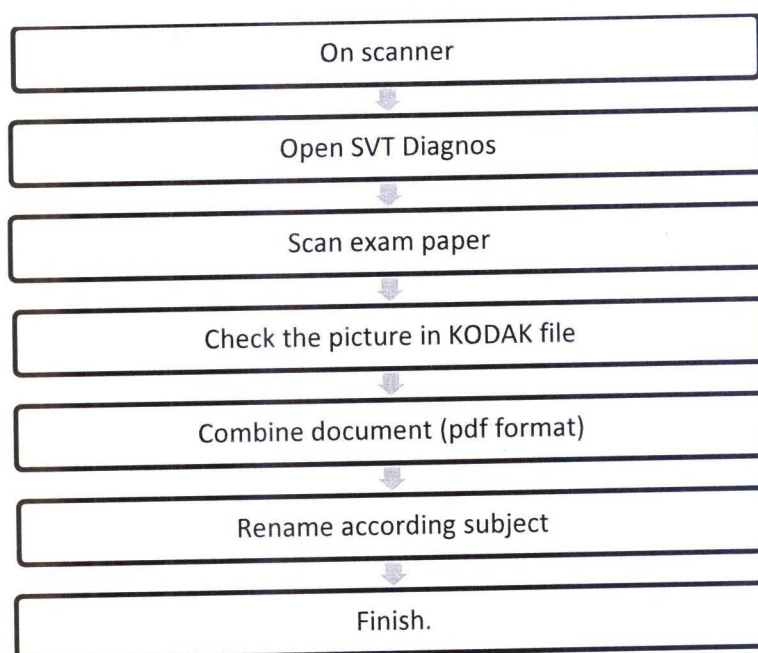 On scanner
Open SVT Diagnos
Scan exam paper
Check the picture in KODAK file
Combine document (pdf format)
Rename according subject
Finish.